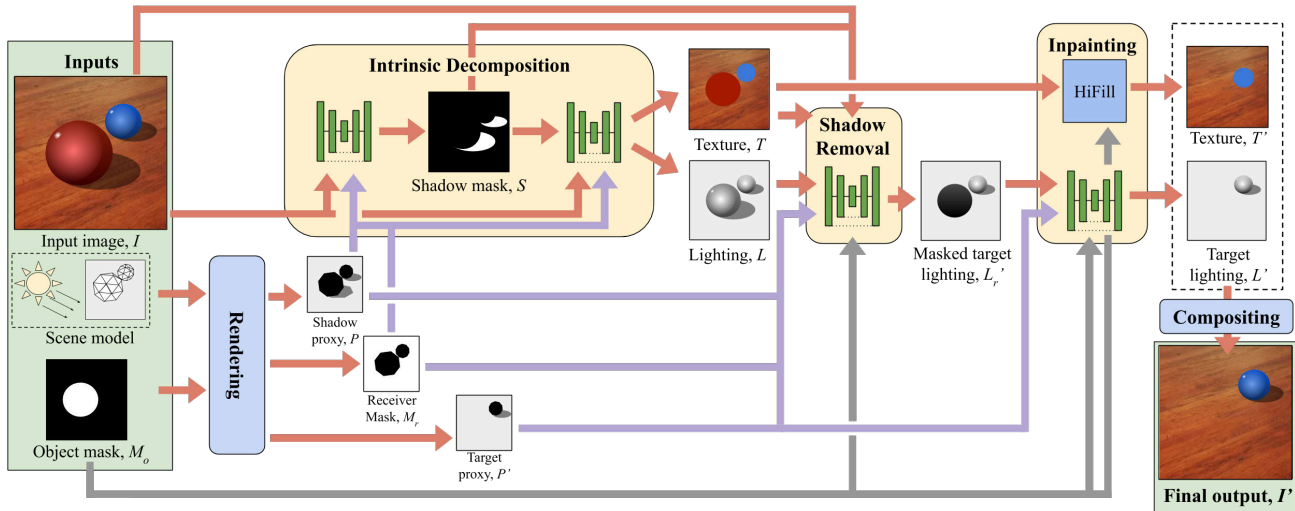 Inputs
Input image, I
Scene model
Object mask, Mo
Rendering
Intrinsic Decomposition
Shadow mask, S
Shadow
proxy, P
Receiver
Mask, Mr
Target
proxy, P'
Texture, T
Lighting, L
Shadow
Removal
Masked target
lighting, Lr'
Inpainting
HiFill
Texture, T'
Target
lighting, L'
Compositing
Final output, I'